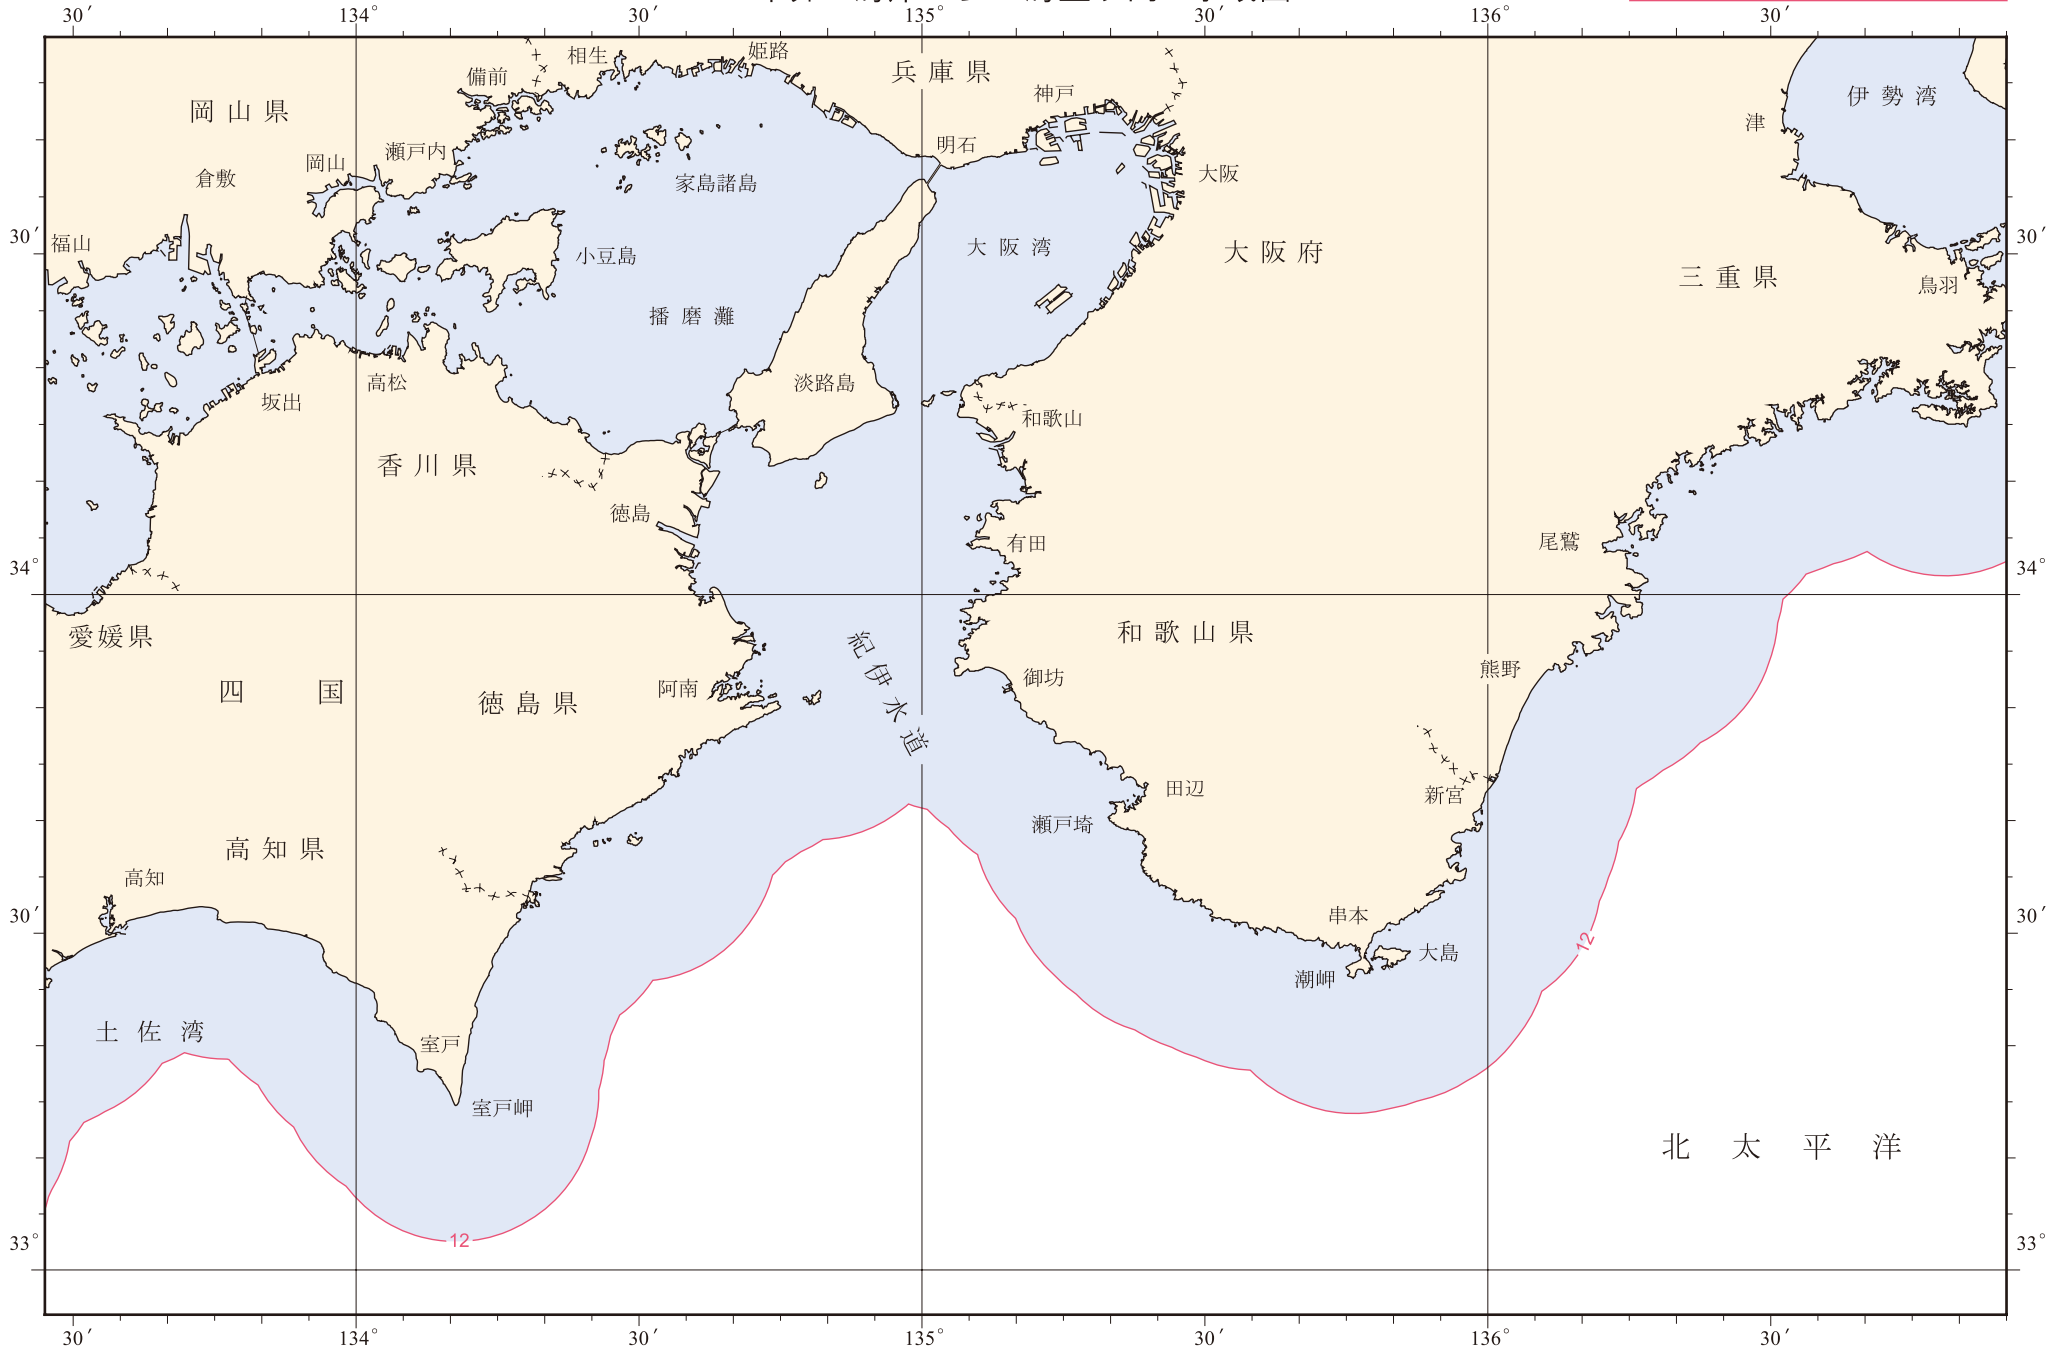 30′ 134° 30′ 135° 30′ 136° 30′
相生 姫路
備前
兵庫県
岡山県
神戸
伊勢湾
津
瀬戸内
明石
岡山
倉敷
家島諸島
大阪
30′ 30′
福山
小豆島
大阪湾
大阪府
三重県
鳥羽
播磨灘
高松
淡路島
坂出
和歌山
香川県
徳島
有田
尾鷲
34° 34°
愛媛県
紀伊水道
和歌山県
四国
徳島県
阿南
御坊
熊野
田辺
新宮
瀬戸埼
高知県
高知
串本
30′ 30′
12
大島
潮岬
土佐湾
室戸
室戸岬
北太平洋
12
33° 33°
30′ 134° 30′ 135° 30′ 136° 30′